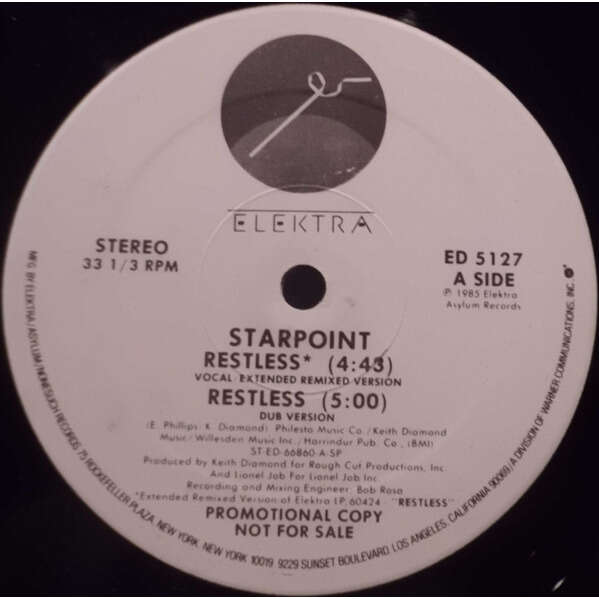 ELEKTRA
STEREO
33 1/3 RPM
ED 5127
A SIDE
℗ 1985 Elektra
Asylum Records
STARPOINT
RESTLESS* (4:43)
VOCAL-EXTENDED REMIXED VERSION
RESTLESS (5:00)
DUB VERSION
(E. Phillips, K. Diamond) Philesto Music Co./Keith Diamond
Music/Willesden Music Inc./Harrindur Pub. Co., (BMI)
ST-ED-66860-A-SP
Produced by Keith Diamond for Rough Cut Productions, Inc.
And Lionel Job For Lionel Job Inc.
Recording and Mixing Engineer, Bob Rosa
*Extended Remixed Version of Elektra LP 60424 - "RESTLESS"
PROMOTIONAL COPY
NOT FOR SALE
MFG. BY ELEKTRA/ASYLUM/NONESUCH RECORDS 75 ROCKEFELLER PLAZA, NEW YORK, NEW YORK 10019 9229 SUNSET BOULEVARD, LOS ANGELES, CALIFORNIA 90069/A DIVISION OF WARNER COMMUNICATIONS, INC.